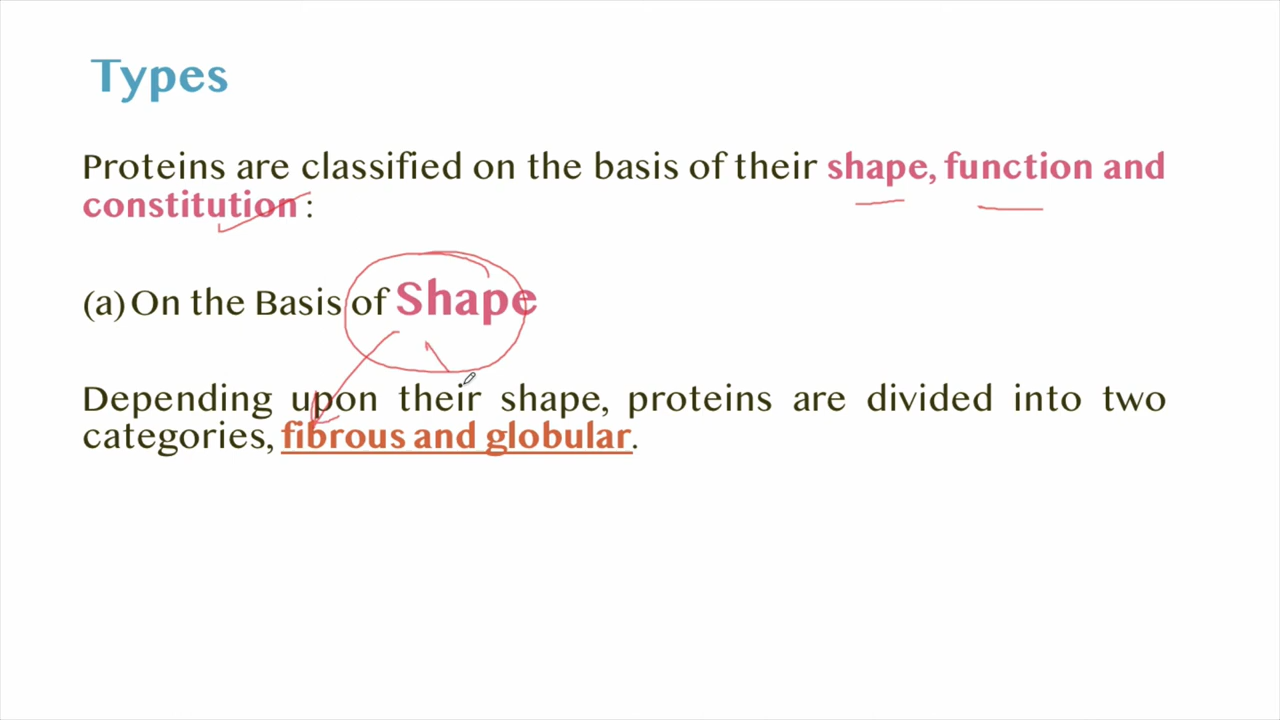 Types
Proteins are classified on the basis of their shape, function and
constitution :
(a) On the Basis of Shape
Depending upon their shape, proteins are divided into two
categories, fibrous and globular.